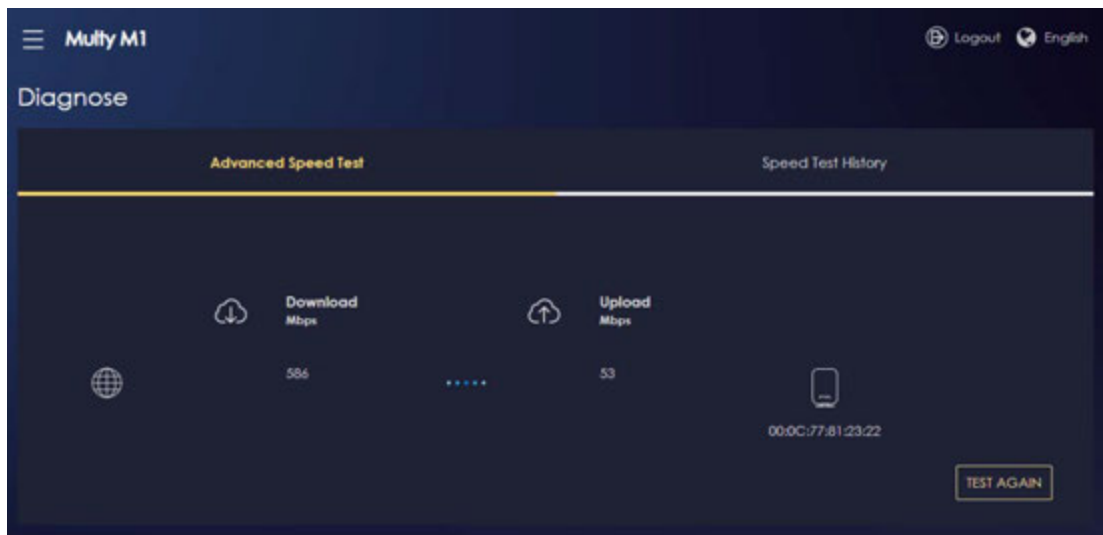 Multy M1
Logout English
Diagnose
Advanced Speed Test Speed Test History
Download Upload
Mbps Mbps
586 53
00:0C:77:81:23:22
TEST AGAIN